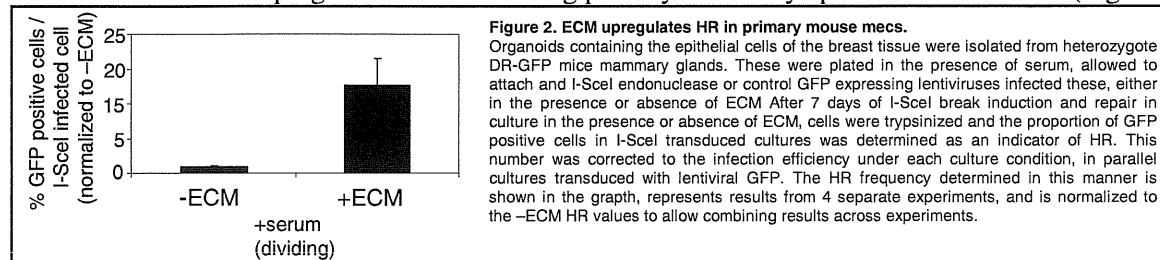 % GFP positive cells /
I-SceI infected cell
(normalized to –ECM)
25
20
15
10
5
0
-ECM
+ECM
+serum
(dividing)
Figure 2. ECM upregulates HR in primary mouse mecs.
Organoids containing the epithelial cells of the breast tissue were isolated from heterozygote
DR-GFP mice mammary glands. These were plated in the presence of serum, allowed to
attach and I-SceI endonuclease or control GFP expressing lentiviruses infected these, either
in the presence or absence of ECM After 7 days of I-SceI break induction and repair in
culture in the presence or absence of ECM, cells were trypsinized and the proportion of GFP
positive cells in I-SceI transduced cultures was determined as an indicator of HR. This
number was corrected to the infection efficiency under each culture condition, in parallel
cultures transduced with lentiviral GFP. The HR frequency determined in this manner is
shown in the graph, represents results from 4 separate experiments, and is normalized to
the –ECM HR values to allow combining results across experiments.